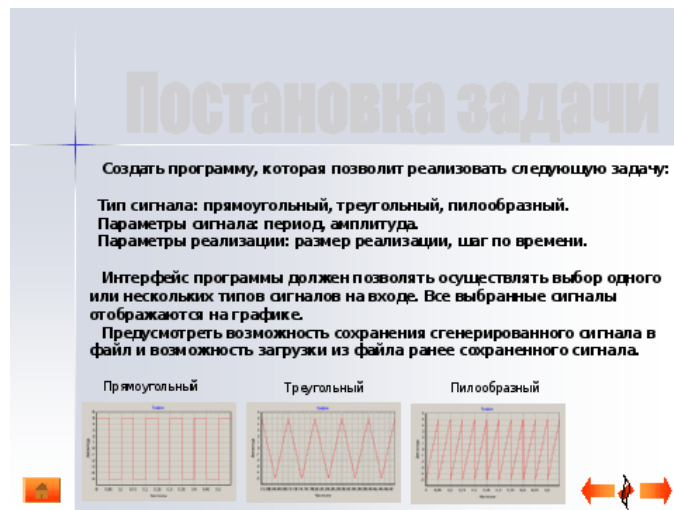 Постановка задачи
Создать программу, которая позволит реализовать следующую задачу:
Тип сигнала: прямоугольный, треугольный, пилообразный.
Параметры сигнала: период, амплитуда.
Параметры реализации: размер реализации, шаг по времени.
Интерфейс программы должен позволять осуществлять выбор одного
или нескольких типов сигналов на входе. Все выбранные сигналы
отображаются на графике.
Предусмотреть возможность сохранения сгенерированного сигнала в
файл и возможность загрузки из файла ранее сохраненного сигнала.
Прямоугольный
Треугольный
Пилообразный